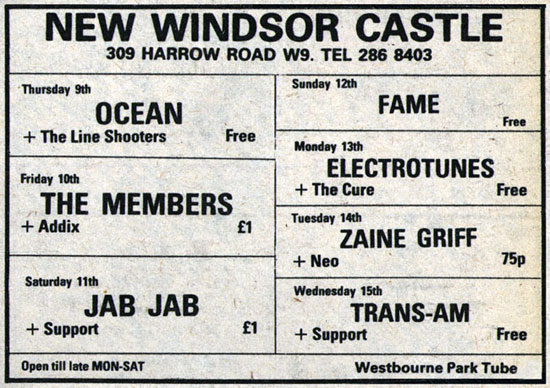 NEW WINDSOR CASTLE
309 HARROW ROAD W9. TEL 286 8403
Thursday 9th
OCEAN
+ The Line Shooters Free
Friday 10th
THE MEMBERS
+ Addix £1
Saturday 11th
JAB JAB
+ Support £1
Sunday 12th
FAME
Free
Monday 13th
ELECTROTUNES
+ The Cure Free
Tuesday 14th
ZAINE GRIFF
+ Neo 75p
Wednesday 15th
TRANS-AM
+ Support Free
Open till late MON-SAT Westbourne Park Tube